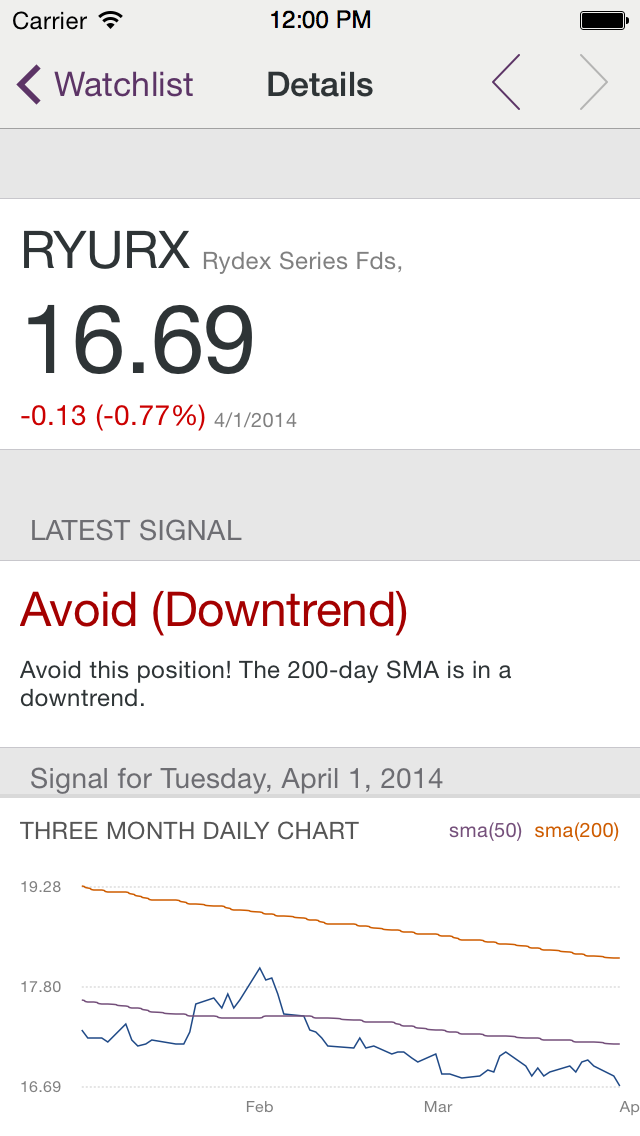 Carrier 12:00 PM
Watchlist Details
RYURX Rydex Series Fds,
16.69
-0.13 (-0.77%) 4/1/2014
LATEST SIGNAL
Avoid (Downtrend)
Avoid this position! The 200-day SMA is in a
downtrend.
Signal for Tuesday, April 1, 2014
THREE MONTH DAILY CHART sma(50) sma(200)
19.28
17.80
16.69
Feb Mar Ap